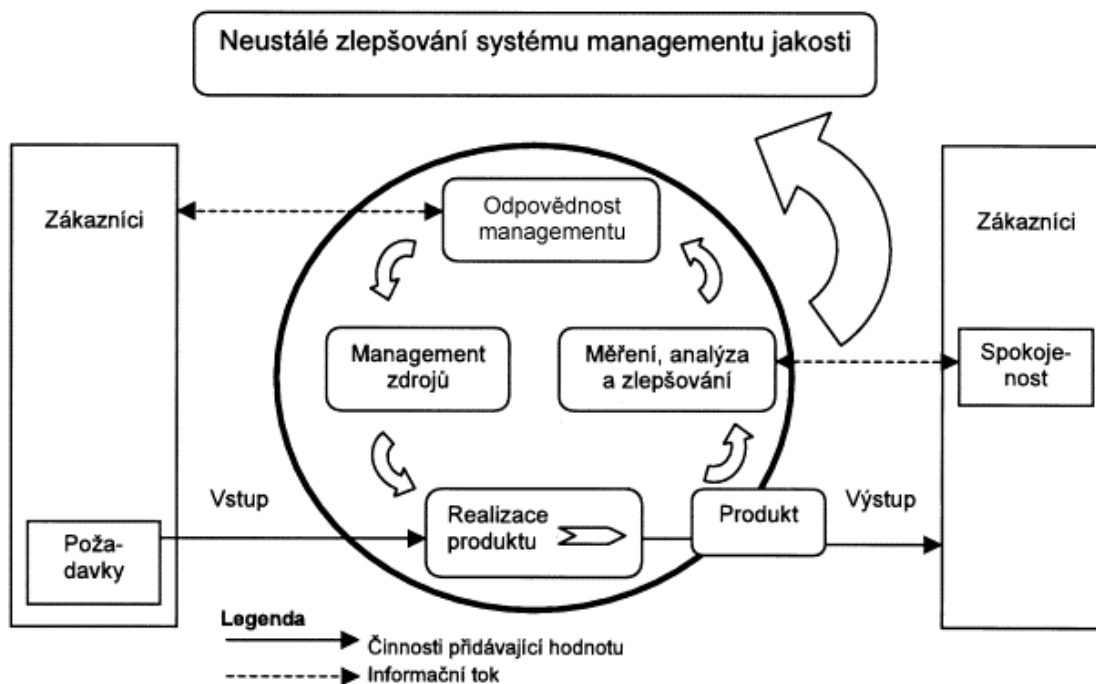 Neustálé zlepšování systému managementu jakosti
Zákazníci
Odpovědnost
managementu
Zákazníci
Management
zdrojů
Měření, analýza
a zlepšování
Spokoje-
nost
Vstup
Realizace
produktu
Produkt
Výstup
Poža-
davky
Legenda
Činnosti přidávající hodnotu
Informační tok